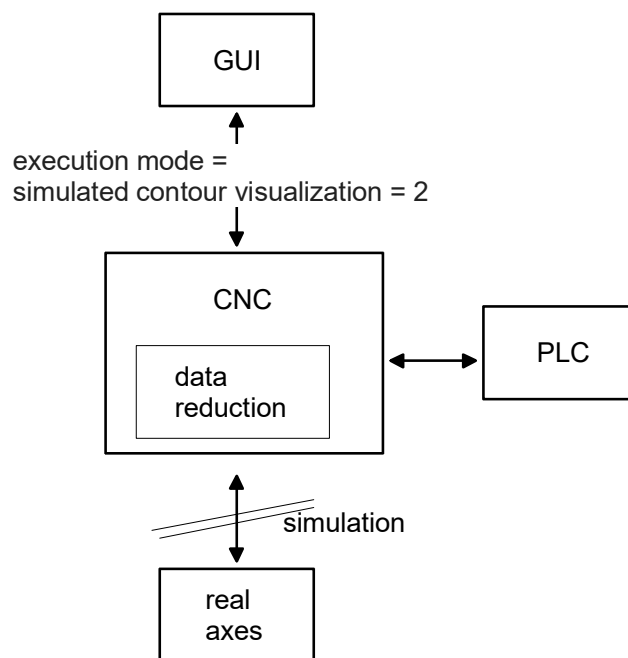 GUI
execution mode =
simulated contour visualization = 2
CNC
PLC
data
reduction
simulation
real
axes